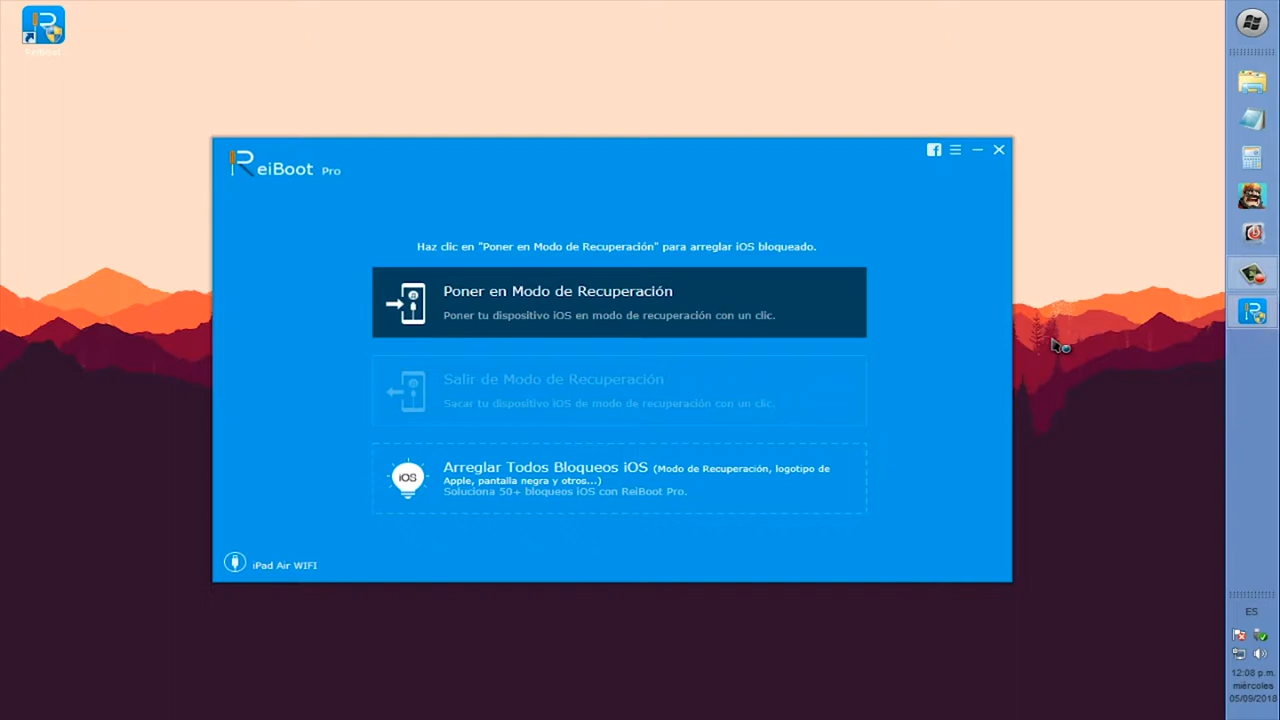 ReiBoot Pro
Haz clic en "Poner en Modo de Recuperación" para arreglar iOS bloqueado.
Poner en Modo de Recuperación
Poner tu dispositivo iOS en modo de recuperación con un clic.
Salir de Modo de Recuperación
Sacar tu dispositivo iOS de modo de recuperación con un clic.
iOS
Arreglar Todos Bloqueos iOS (Modo de Recuperación, logotipo de
Apple, pantalla negra y otros...)
Soluciona 50+ bloqueos iOS con ReiBoot Pro.
iPad Air WIFI
ES
12:08 p.m.
miércoles
05/09/2018